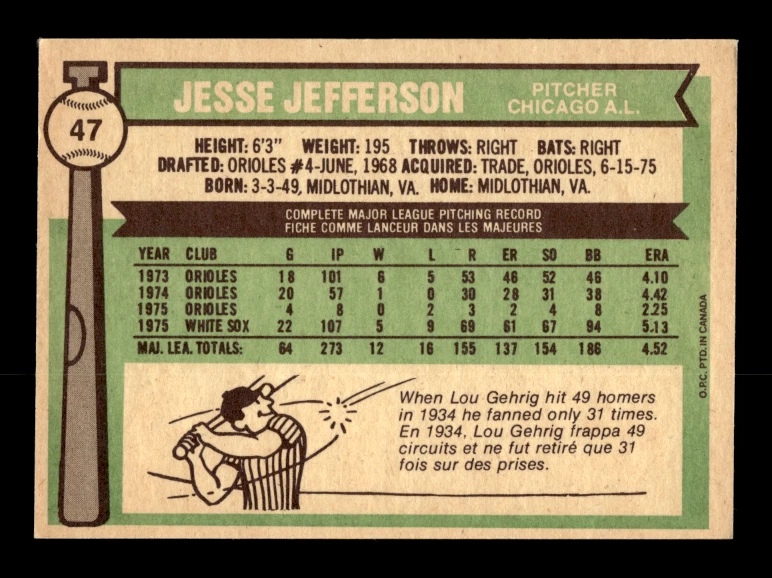 47
JESSE JEFFERSON
PITCHER
CHICAGO A.L.
HEIGHT: 6'3" WEIGHT: 195 THROWS: RIGHT BATS: RIGHT
DRAFTED: ORIOLES #4-JUNE, 1968 ACQUIRED: TRADE, ORIOLES, 6-15-75
BORN: 3-3-49, MIDLOTHIAN, VA. HOME: MIDLOTHIAN, VA.
COMPLETE MAJOR LEAGUE PITCHING RECORD
FICHE COMME LANCEUR DANS LES MAJEURES
YEAR CLUB G IP W L R ER SO BB ERA
1973 ORIOLES 18 101 6 5 53 46 52 46 4.10
1974 ORIOLES 20 57 1 0 30 28 31 38 4.42
1975 ORIOLES 4 8 0 2 3 2 4 8 2.25
1975 WHITE SOX 22 107 5 9 69 61 67 94 5.13
MAJ. LEA. TOTALS: 64 273 12 16 155 137 154 186 4.52
When Lou Gehrig hit 49 homers
in 1934 he fanned only 31 times.
En 1934, Lou Gehrig frappa 49
circuits et ne fut retiré que 31
fois sur des prises.
O.P.C. PTD. IN CANADA